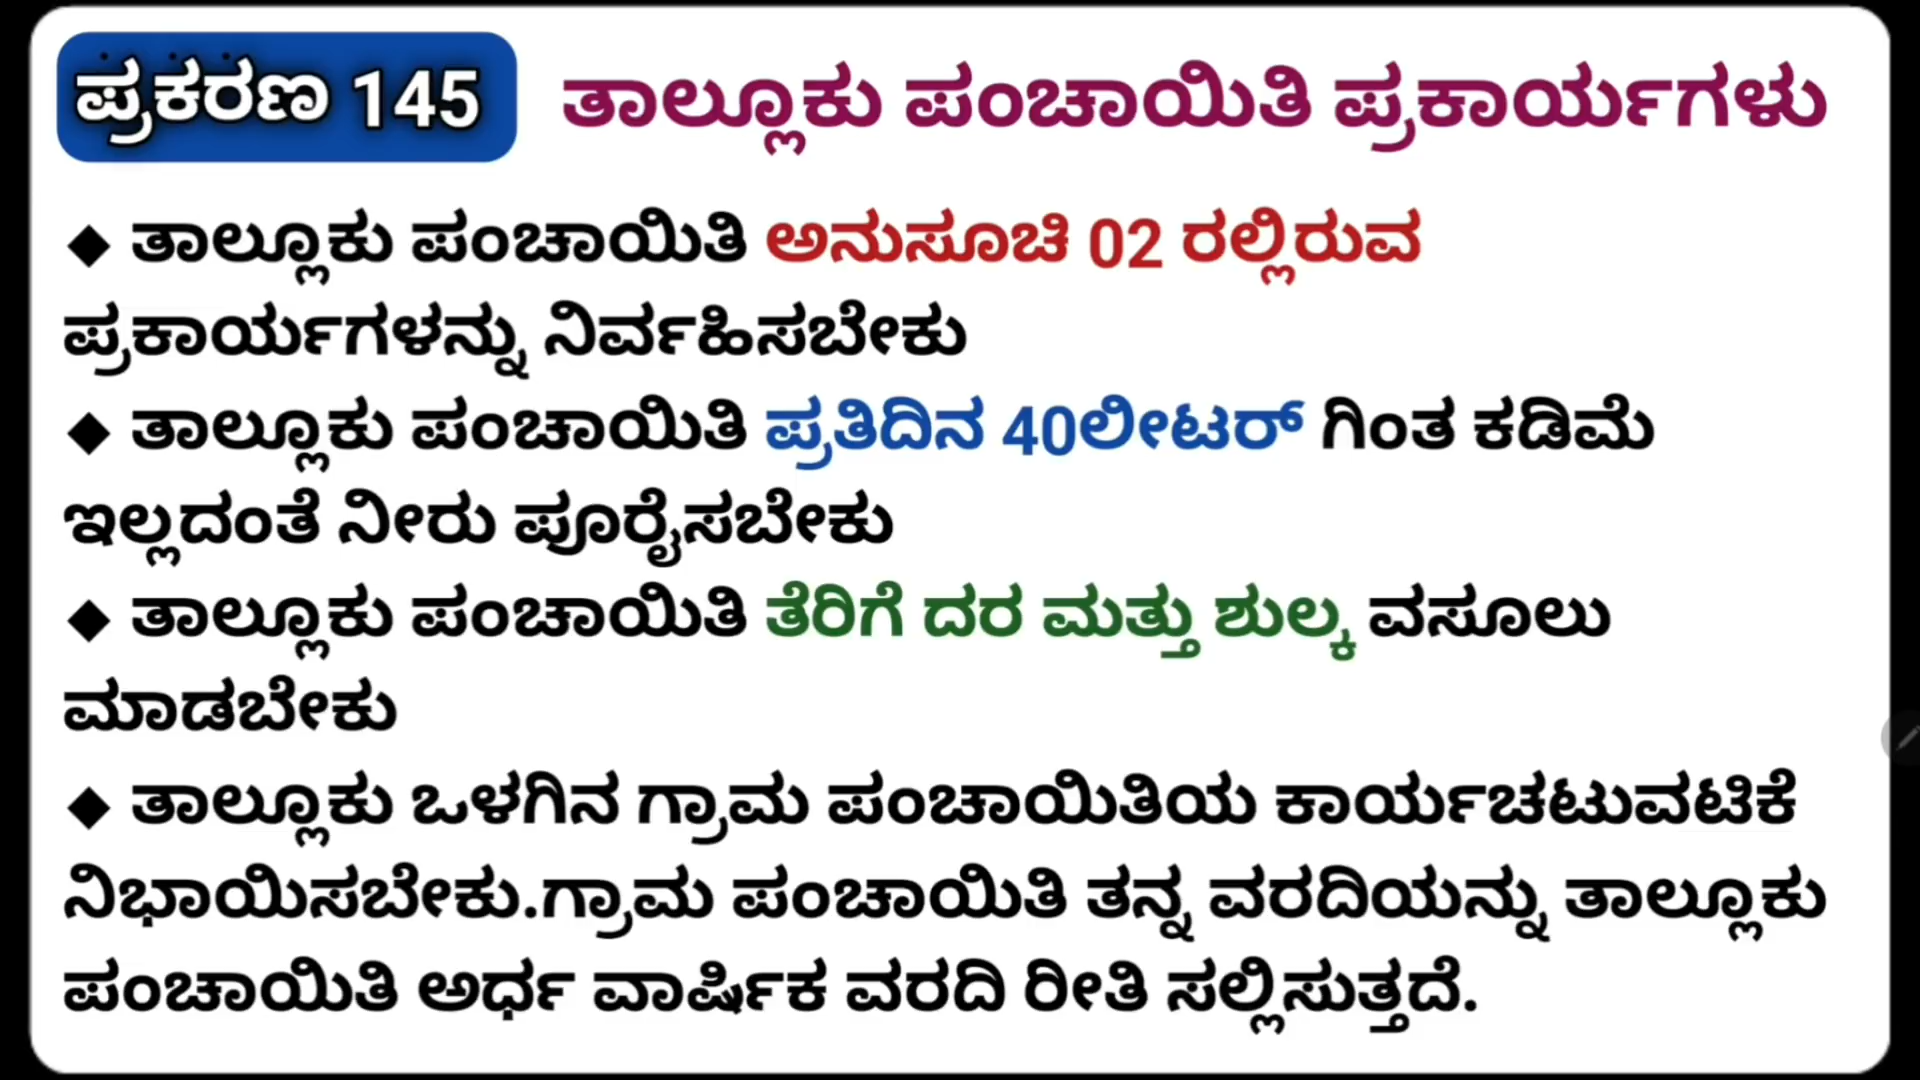 ಪ್ರಕರಣ 145 ತಾಲ್ಲೂಕು ಪಂಚಾಯಿತಿ ಪ್ರಕಾರ್ಯಗಳು
◆ ತಾಲ್ಲೂಕು ಪಂಚಾಯಿತಿ ಅನುಸೂಚಿ 02 ರಲ್ಲಿರುವ
ಪ್ರಕಾರ್ಯಗಳನ್ನು ನಿರ್ವಹಿಸಬೇಕು
◆ ತಾಲ್ಲೂಕು ಪಂಚಾಯಿತಿ ಪ್ರತಿದಿನ 40ಲೀಟರ್ ಗಿಂತ ಕಡಿಮೆ
ಇಲ್ಲದಂತೆ ನೀರು ಪೂರೈಸಬೇಕು
◆ ತಾಲ್ಲೂಕು ಪಂಚಾಯಿತಿ ತೆರಿಗೆ ದರ ಮತ್ತು ಶುಲ್ಕ ವಸೂಲು
ಮಾಡಬೇಕು
◆ ತಾಲ್ಲೂಕು ಒಳಗಿನ ಗ್ರಾಮ ಪಂಚಾಯಿತಿಯ ಕಾರ್ಯಚಟುವಟಿಕೆ
ನಿಭಾಯಿಸಬೇಕು.ಗ್ರಾಮ ಪಂಚಾಯಿತಿ ತನ್ನ ವರದಿಯನ್ನು ತಾಲ್ಲೂಕು
ಪಂಚಾಯಿತಿ ಅರ್ಧ ವಾರ್ಷಿಕ ವರದಿ ರೀತಿ ಸಲ್ಲಿಸುತ್ತದೆ.